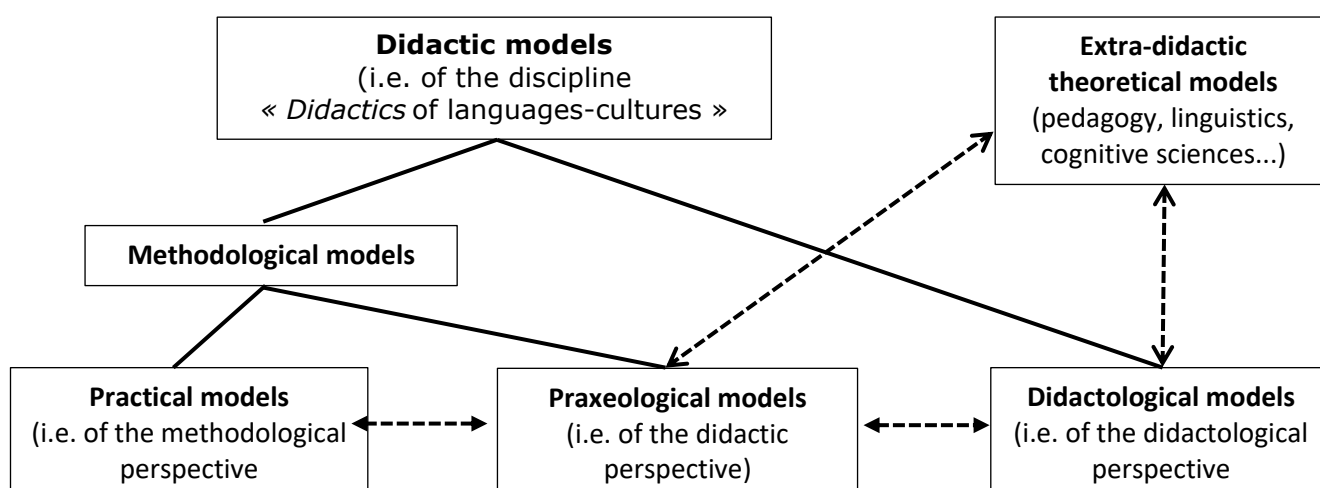 Didactic models
(i.e. of the discipline
« Didactics of languages-cultures »
Extra-didactic
theoretical models
(pedagogy, linguistics,
cognitive sciences...)
Methodological models
Practical models
(i.e. of the methodological
perspective
Praxeological models
(i.e. of the didactic
perspective)
Didactological models
(i.e. of the didactological
perspective